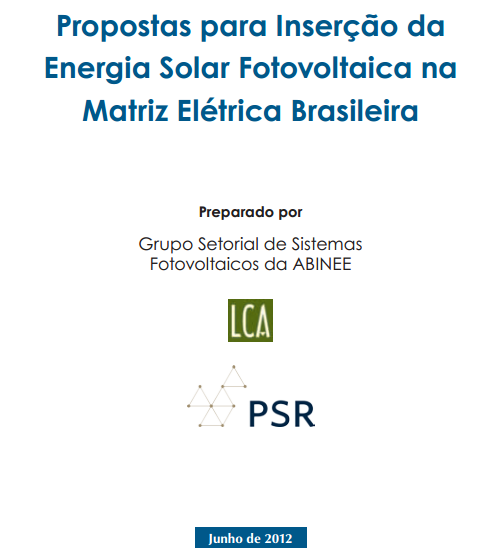 Propostas para Inserção da
Energia Solar Fotovoltaica na
Matriz Elétrica Brasileira
Preparado por
Grupo Setorial de Sistemas
Fotovoltaicos da ABINEE
LCA
PSR
Junho de 2012